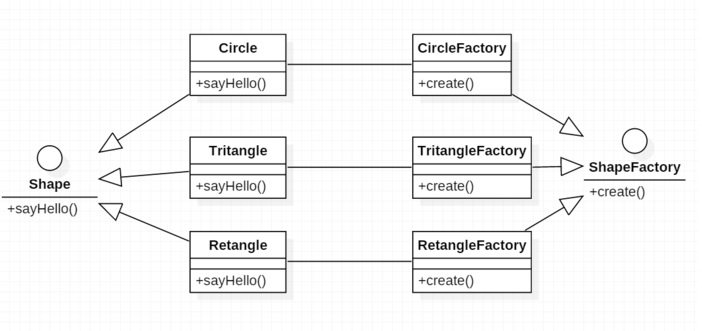 Circle
+sayHello()
CircleFactory
+create()
Shape
+sayHello()
Tritangle
+sayHello()
TritangleFactory
+create()
ShapeFactory
+create()
Retangle
+sayHello()
RetangleFactory
+create()